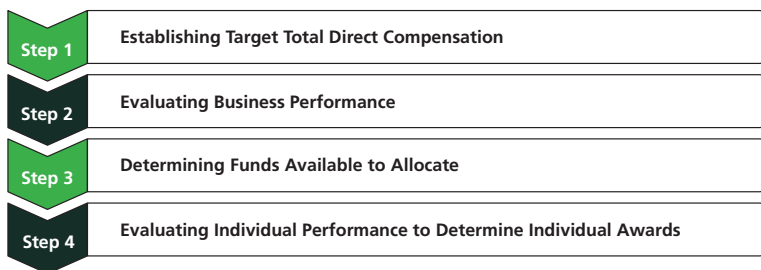 Step 1
Establishing Target Total Direct Compensation
Step 2
Evaluating Business Performance
Step 3
Determining Funds Available to Allocate
Step 4
Evaluating Individual Performance to Determine Individual Awards